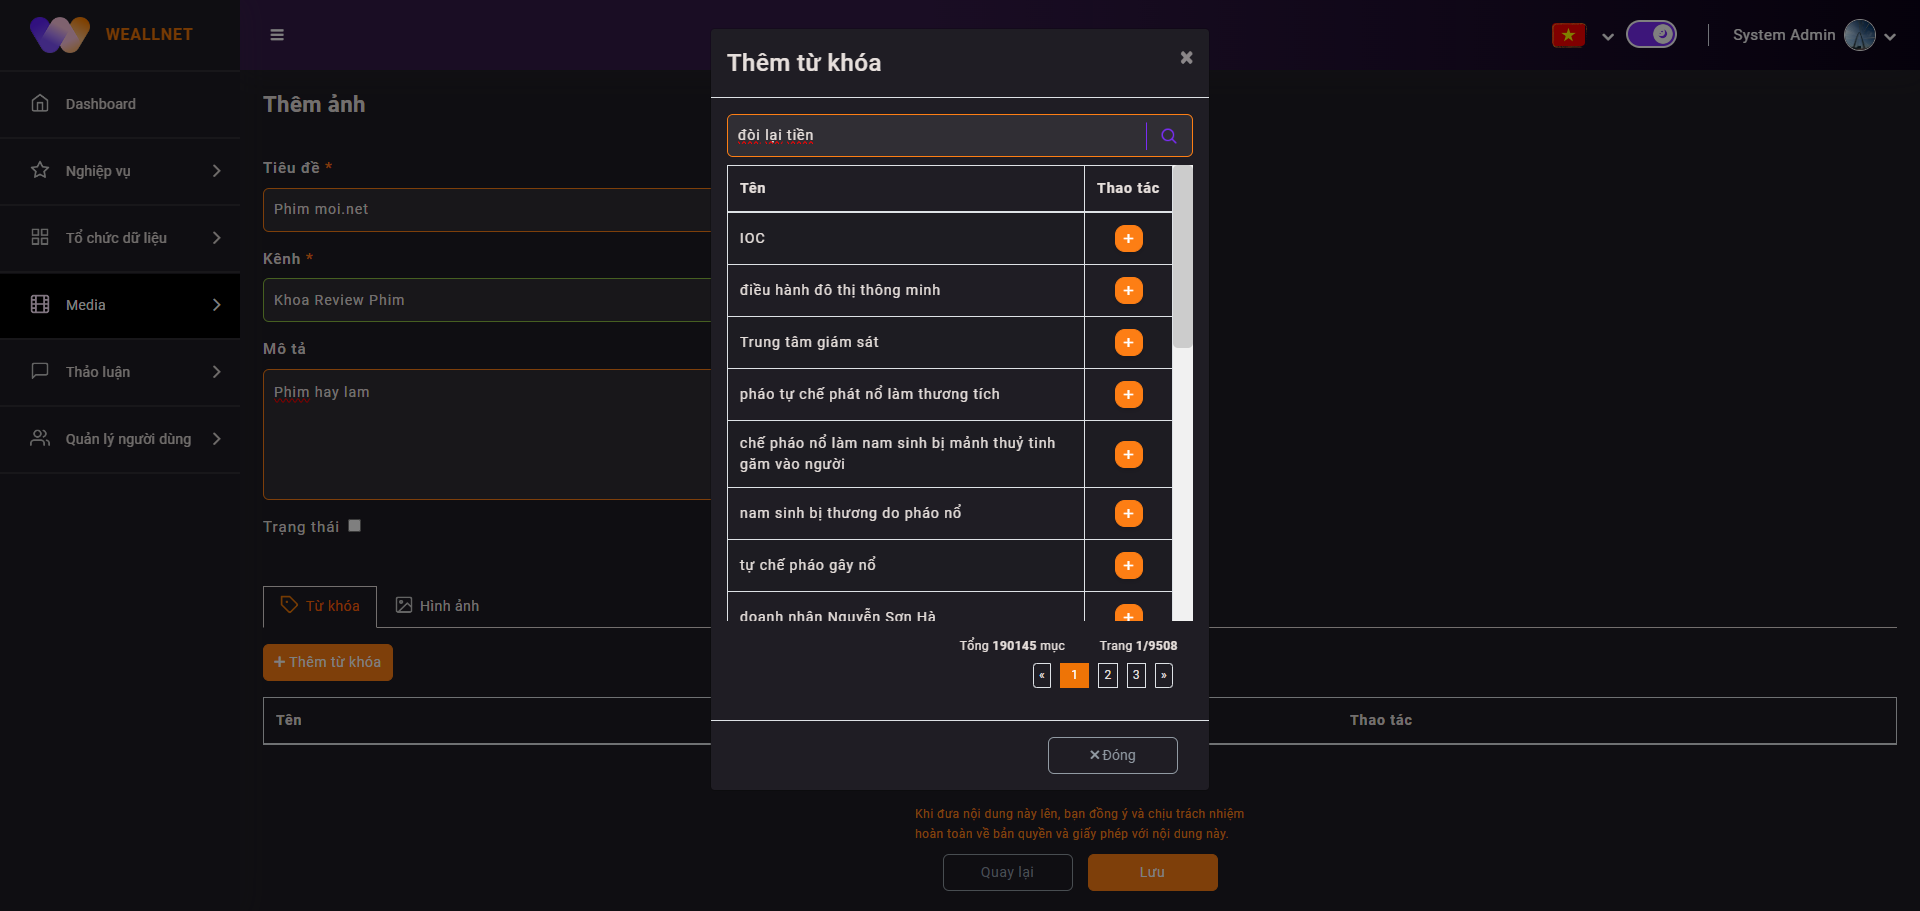 WEALLNET
System Admin
Dashboard
Nghiệp vụ
Tổ chức dữ liệu
Media
Thảo luận
Quản lý người dùng
Thêm ảnh
Tiêu đề *
Phim moi.net
Kênh *
Khoa Review Phim
Mô tả
Phim hay lam
Trạng thái
Từ khóa
Hình ảnh
+ Thêm từ khóa
Tên
Thao tác
Thêm từ khóa
×
đòi lại tiền
Tên
Thao tác
IOC
+
điều hành đô thị thông minh
+
Trung tâm giám sát
+
pháo tự chế phát nổ làm thương tích
+
chế pháo nổ làm nam sinh bị mảnh thuỷ tinh
găm vào người
+
nam sinh bị thương do pháo nổ
+
tự chế pháo gây nổ
+
doanh nhân Nguyễn Sơn Hà
+
Tổng 190145 mục
Trang 1/9508
«
1
2
3
»
× Đóng
Khi đưa nội dung này lên, bạn đồng ý và chịu trách nhiệm
hoàn toàn về bản quyền và giấy phép với nội dung này.
Quay lại
Lưu